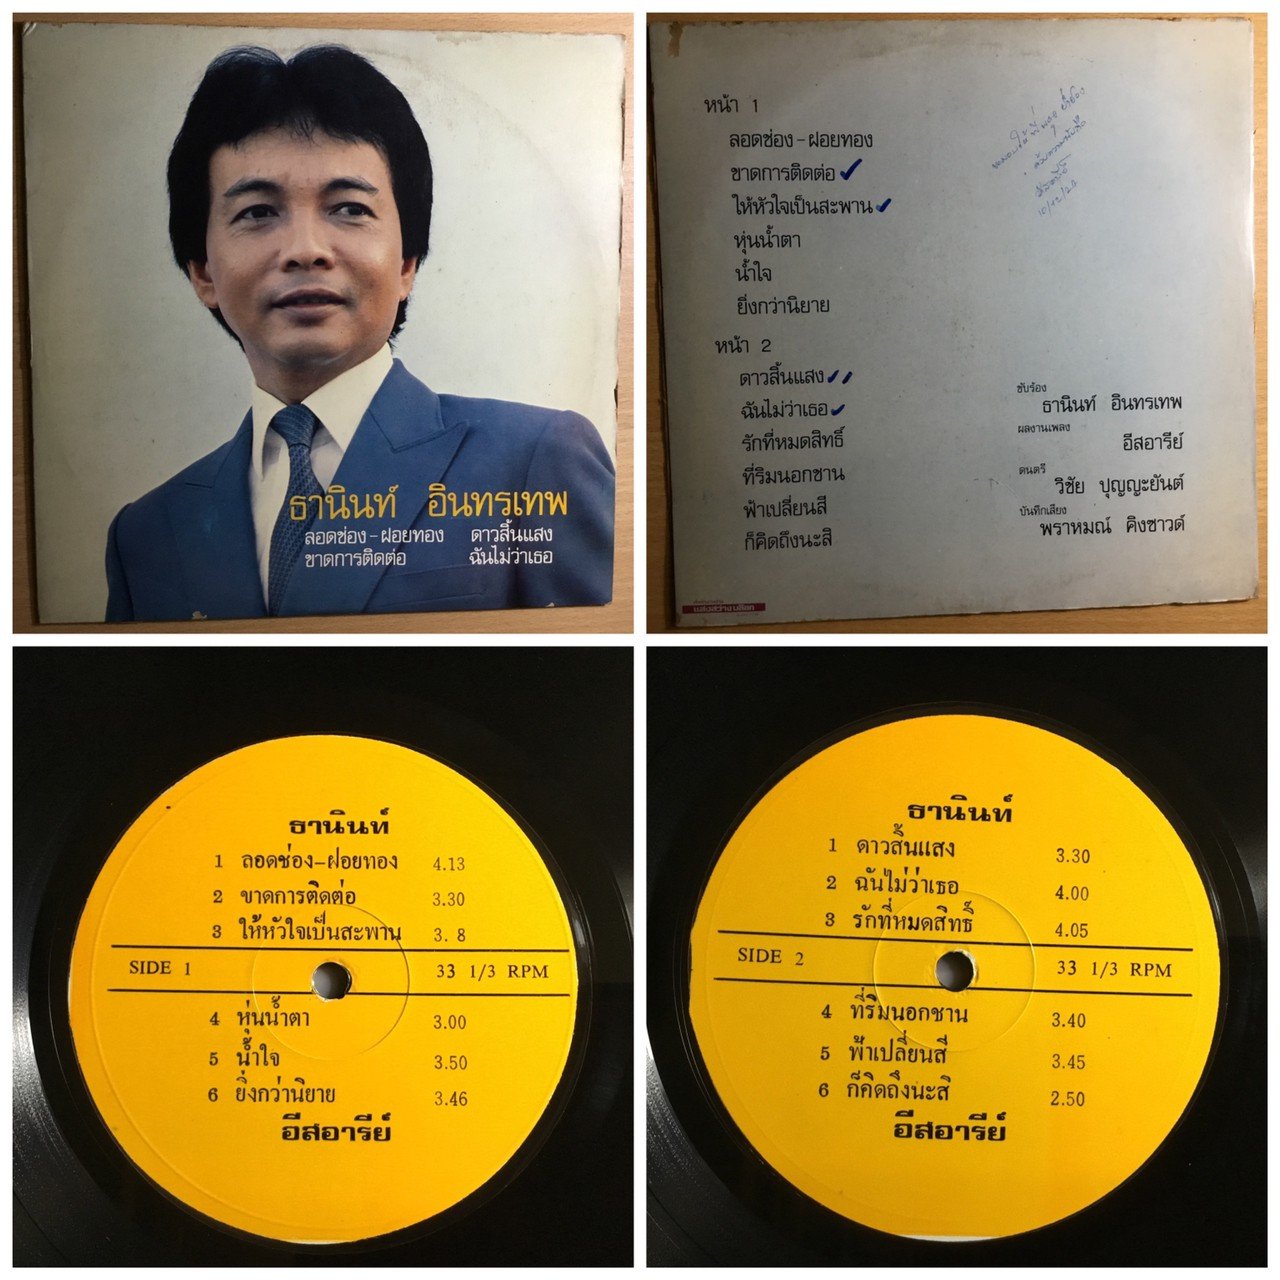 ธานินท์ อินทรเทพ
ลอดช่อง - ฝอยทอง ดาวสิ้นแสง
ขาดการติดต่อ ฉันไม่ว่าเธอ
หน้า 1
ลอดช่อง - ฝอยทอง
ขาดการติดต่อ
ให้หัวใจเป็นสะพาน
หุ่นน้ำตา
น้ำใจ
ยิ่งกว่านิยาย
หน้า 2
ดาวสิ้นแสง
ฉันไม่ว่าเธอ
รักที่หมดสิทธิ์
ที่ริมนอกชาน
ฟ้าเปลี่ยนสี
ก็คิดถึงนะสิ
ขับร้อง
ธานินท์ อินทรเทพ
ผลงานเพลง
อีสอารีย์
ดนตรี
วิชัย ปุญญะยันต์
บันทึกเสียง
พราหมณ์ คิงซาวด์
ธานินท์
1 ลอดช่อง-ฝอยทอง 4.13
2 ขาดการติดต่อ 3.30
3 ให้หัวใจเป็นสะพาน 3. 8
SIDE 1 33 1/3 RPM
4 หุ่นน้ำตา 3.00
5 น้ำใจ 3.50
6 ยิ่งกว่านิยาย 3.46
อีสอารีย์
ธานินท์
1 ดาวสิ้นแสง 3.30
2 ฉันไม่ว่าเธอ 4.00
3 รักที่หมดสิทธิ์ 4.05
SIDE 2 33 1/3 RPM
4 ที่ริมนอกชาน 3.40
5 ฟ้าเปลี่ยนสี 3.45
6 ก็คิดถึงนะสิ 2.50
อีสอารีย์